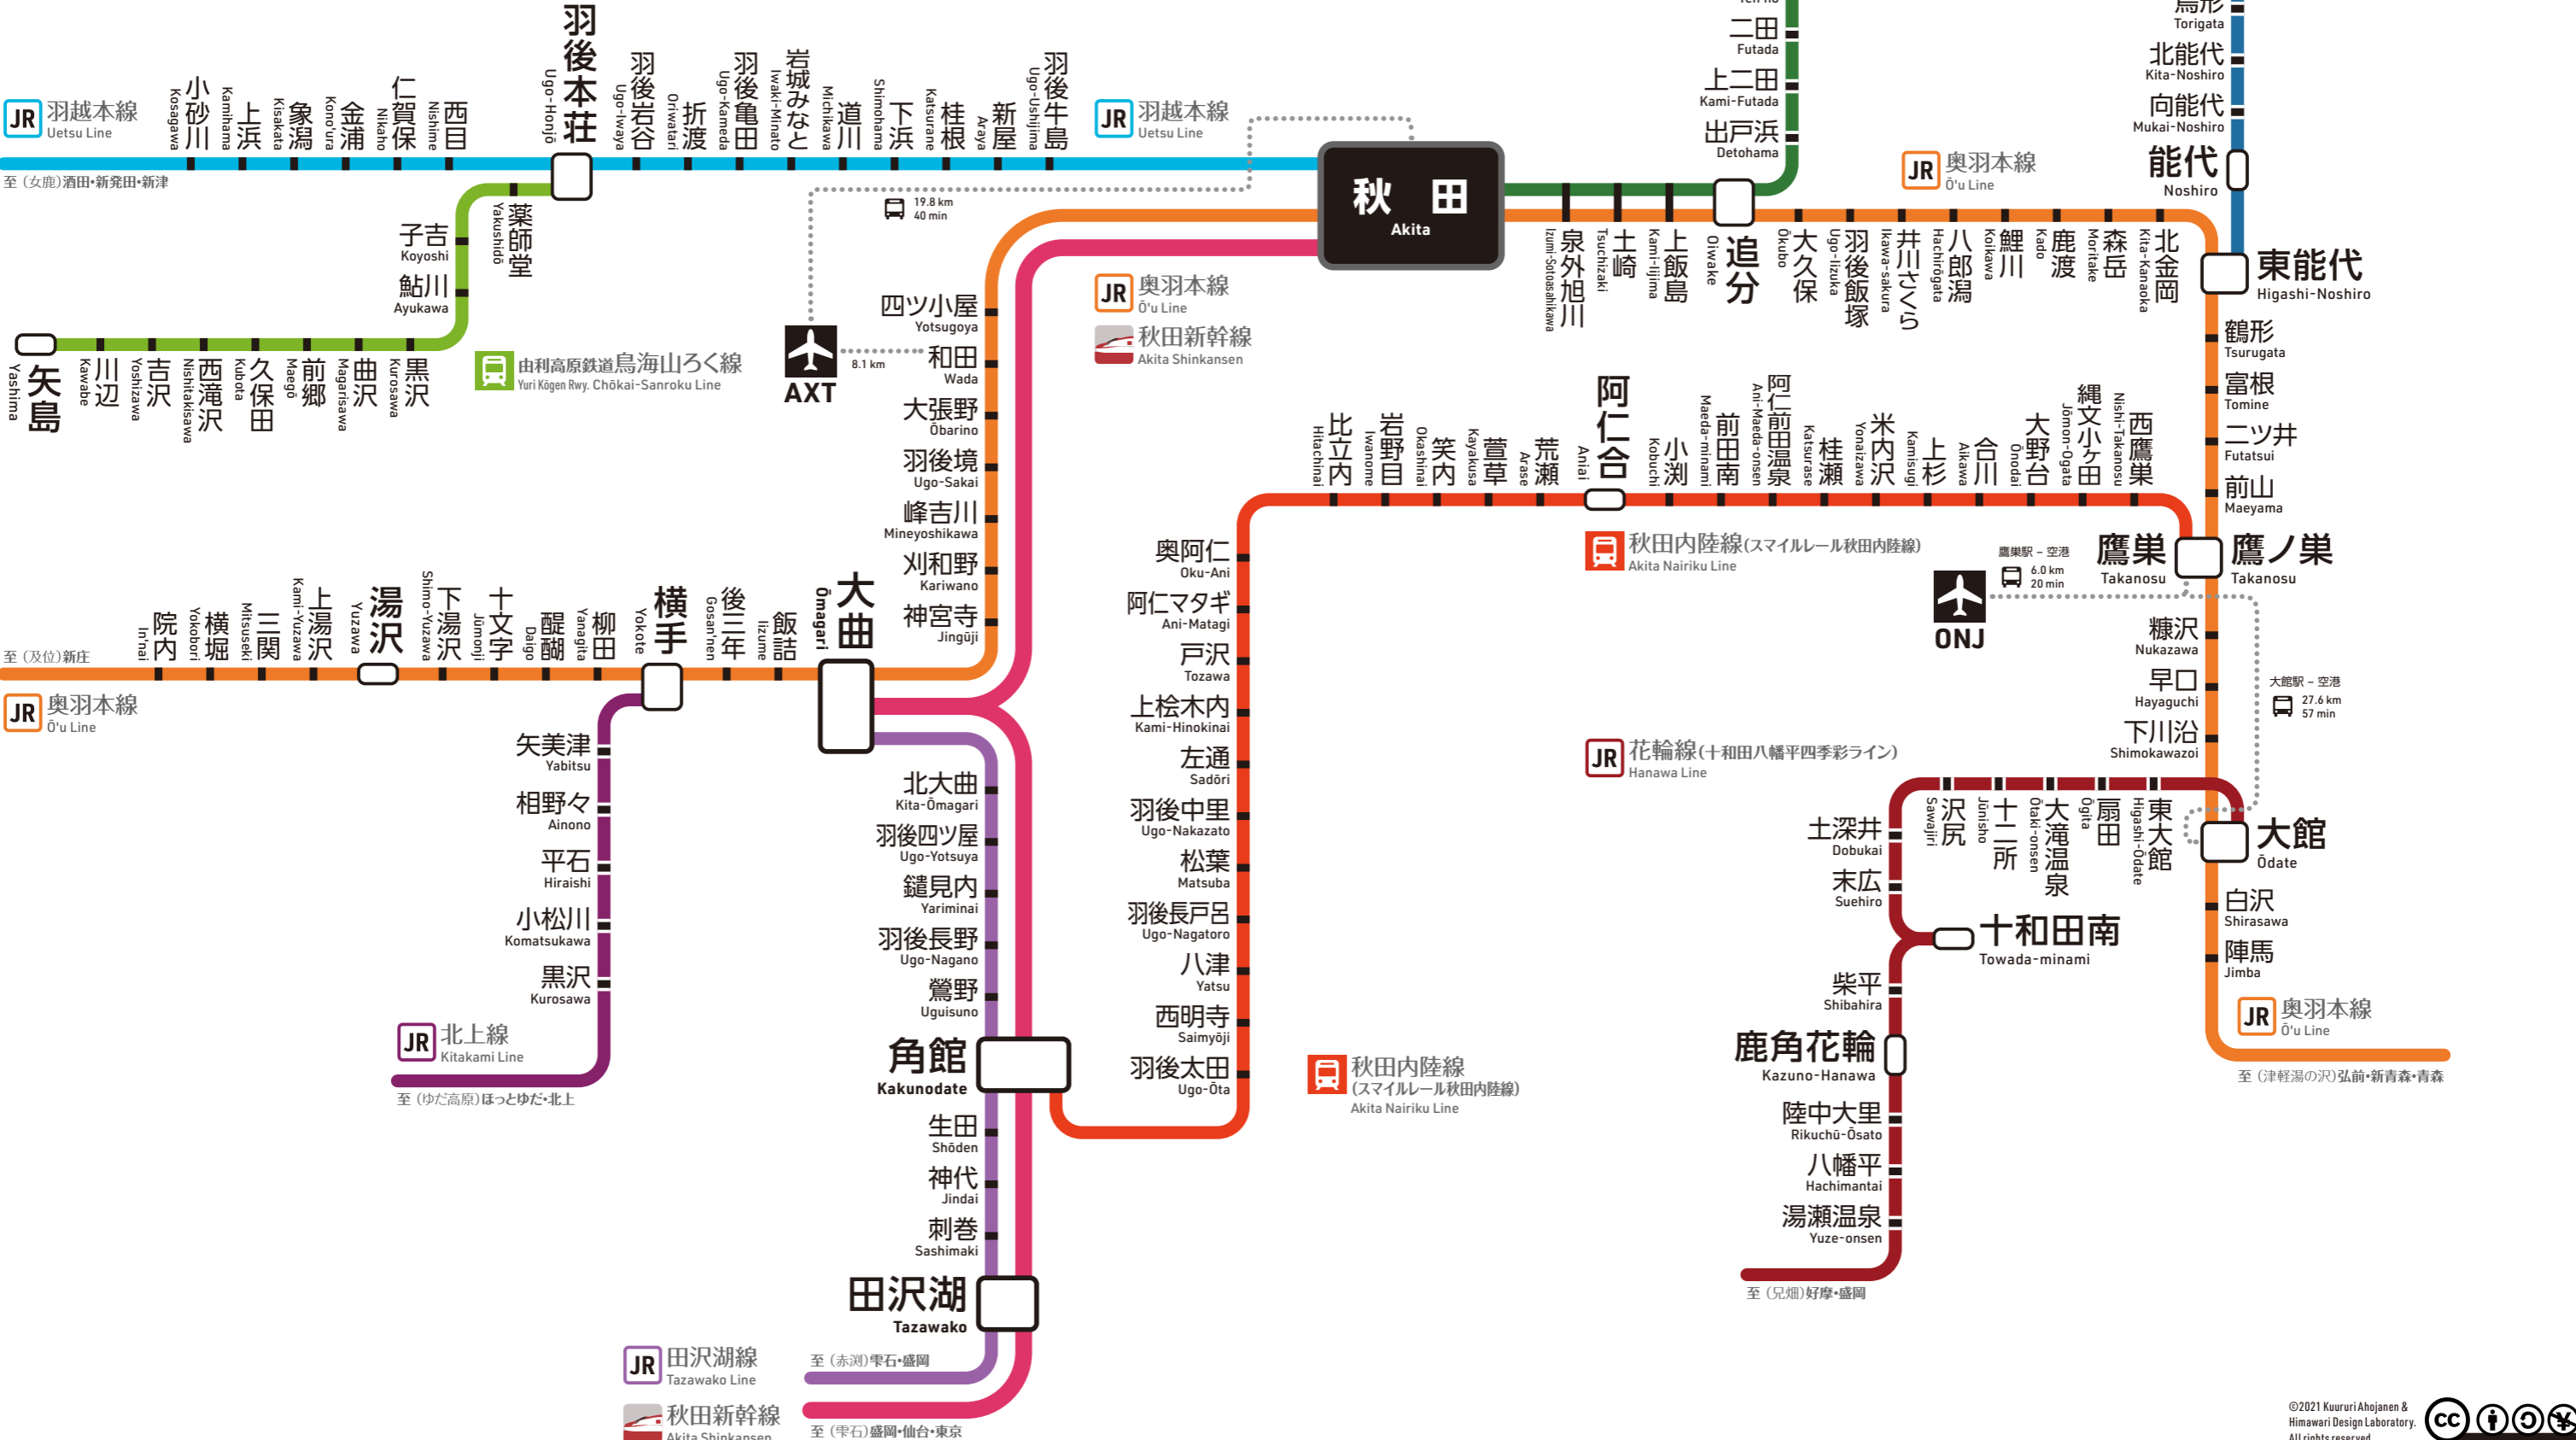 JR 羽越本線
Uetsu Line
至（女鹿）酒田・新発田・新津
小砂川
Kosagawa
上浜
Kamihama
象潟
Kisakata
金浦
Kono'ura
仁賀保
Nikaho
西目
Nishime
羽後本荘
Ugo-Honjō
羽後岩谷
Ugo-Iwaya
折渡
Oriwatari
羽後亀田
Ugo-Kameda
岩城みなと
Iwaki-Minato
道川
Michikawa
下浜
Shimohama
桂根
Katsurane
新屋
Araya
羽後牛島
Ugo-Ushijima
JR 羽越本線
Uetsu Line
秋田
Akita
19.8 km
40 min
薬師堂
Yakushidō
子吉
Koyoshi
鮎川
Ayukawa
黒沢
Kurosawa
曲沢
Magarisawa
前郷
Maegō
久保田
Kubota
西滝沢
Nishitakisawa
吉沢
Yoshizawa
川辺
Kawabe
矢島
Yashima
由利高原鉄道鳥海山ろく線
Yuri Kōgen Rwy. Chōkai-Sanroku Line
AXT
8.1 km
JR 奥羽本線
Ō'u Line
秋田新幹線
Akita Shinkansen
四ツ小屋
Yotsugoya
和田
Wada
大張野
Ōbarino
羽後境
Ugo-Sakai
峰吉川
Mineyoshikawa
刈和野
Kariwano
神宮寺
Jingūji
大曲
Ōmagari
飯詰
Iizume
後三年
Gosan'nen
横手
Yokote
柳田
Yanagita
醍醐
Daigo
十文字
Jūmonji
下湯沢
Shimo-Yuzawa
湯沢
Yuzawa
上湯沢
Kami-Yuzawa
三関
Mitsuseki
横堀
Yokobori
院内
In'nai
至（及位）新庄
JR 奥羽本線
Ō'u Line
矢美津
Yabitsu
相野々
Ainono
平石
Hiraishi
小松川
Komatsukawa
黒沢
Kurosawa
JR 北上線
Kitakami Line
至（ゆだ高原）ほっとゆだ・北上
北大曲
Kita-Ōmagari
羽後四ツ屋
Ugo-Yotsuya
鑓見内
Yariminai
羽後長野
Ugo-Nagano
鶯野
Uguisuno
角館
Kakunodate
生田
Shōden
神代
Jindai
刺巻
Sashimaki
田沢湖
Tazawako
JR 田沢湖線
Tazawako Line
至（赤渕）雫石・盛岡
秋田新幹線
Akita Shinkansen
至（雫石）盛岡・仙台・東京
羽後太田
Ugo-Ōta
西明寺
Saimyōji
八津
Yatsu
羽後長戸呂
Ugo-Nagatoro
松葉
Matsuba
羽後中里
Ugo-Nakazato
左通
Sadōri
上桧木内
Kami-Hinokinai
戸沢
Tozawa
阿仁マタギ
Ani-Matagi
奥阿仁
Oku-Ani
秋田内陸線
（スマイルレール秋田内陸線）
Akita Nairiku Line
比立内
Hitachinai
岩野目
Iwanome
笑内
Okashinai
萱草
Kayakusa
荒瀬
Arase
阿仁合
Aniai
小渕
Kobuchi
前田南
Maeda-minami
阿仁前田温泉
Ani-Maeda-onsen
桂瀬
Katsurase
米内沢
Yonaizawa
上杉
Kamisugi
合川
Aikawa
大野台
Ōnodai
縄文小ヶ田
Jōmon-Ogata
西鷹巣
Nishi-Takanosu
秋田内陸線（スマイルレール秋田内陸線）
Akita Nairiku Line
二田
Futada
上二田
Kami-Futada
出戸浜
Detohama
泉外旭川
Izumi-Sotoasahikawa
土崎
Tsuchizaki
上飯島
Kami-Iijima
追分
Oiwake
大久保
Ōkubo
羽後飯塚
Ugo-Iizuka
井川さくら
Ikawa-sakura
八郎潟
Hachirōgata
鯉川
Koikawa
鹿渡
Kado
森岳
Moritake
北金岡
Kita-Kanaoka
JR 奥羽本線
Ō'u Line
鳥形
Torigata
北能代
Kita-Noshiro
向能代
Mukai-Noshiro
能代
Noshiro
東能代
Higashi-Noshiro
鶴形
Tsurugata
富根
Tomine
二ツ井
Futatsui
前山
Maeyama
鷹巣
Takanosu
鷹ノ巣
Takanosu
鷹巣駅 – 空港
6.0 km
20 min
ONJ
糠沢
Nukazawa
早口
Hayaguchi
下川沿
Shimokawazoi
大館駅 – 空港
27.6 km
57 min
大館
Ōdate
白沢
Shirasawa
陣馬
Jimba
JR 奥羽本線
Ō'u Line
至（津軽湯の沢）弘前・新青森・青森
JR 花輪線（十和田八幡平四季彩ライン）
Hanawa Line
東大館
Higashi-Ōdate
扇田
Ōgita
大滝温泉
Ōtaki-onsen
十二所
Jūnisho
沢尻
Sawajiri
土深井
Dobukai
末広
Suehiro
十和田南
Towada-minami
柴平
Shibahira
鹿角花輪
Kazuno-Hanawa
陸中大里
Rikuchū-Ōsato
八幡平
Hachimantai
湯瀬温泉
Yuze-onsen
至（兄畑）好摩・盛岡
©2021 Kuururi Ahojanen &
Himawari Design Laboratory.
All rights reserved
cc